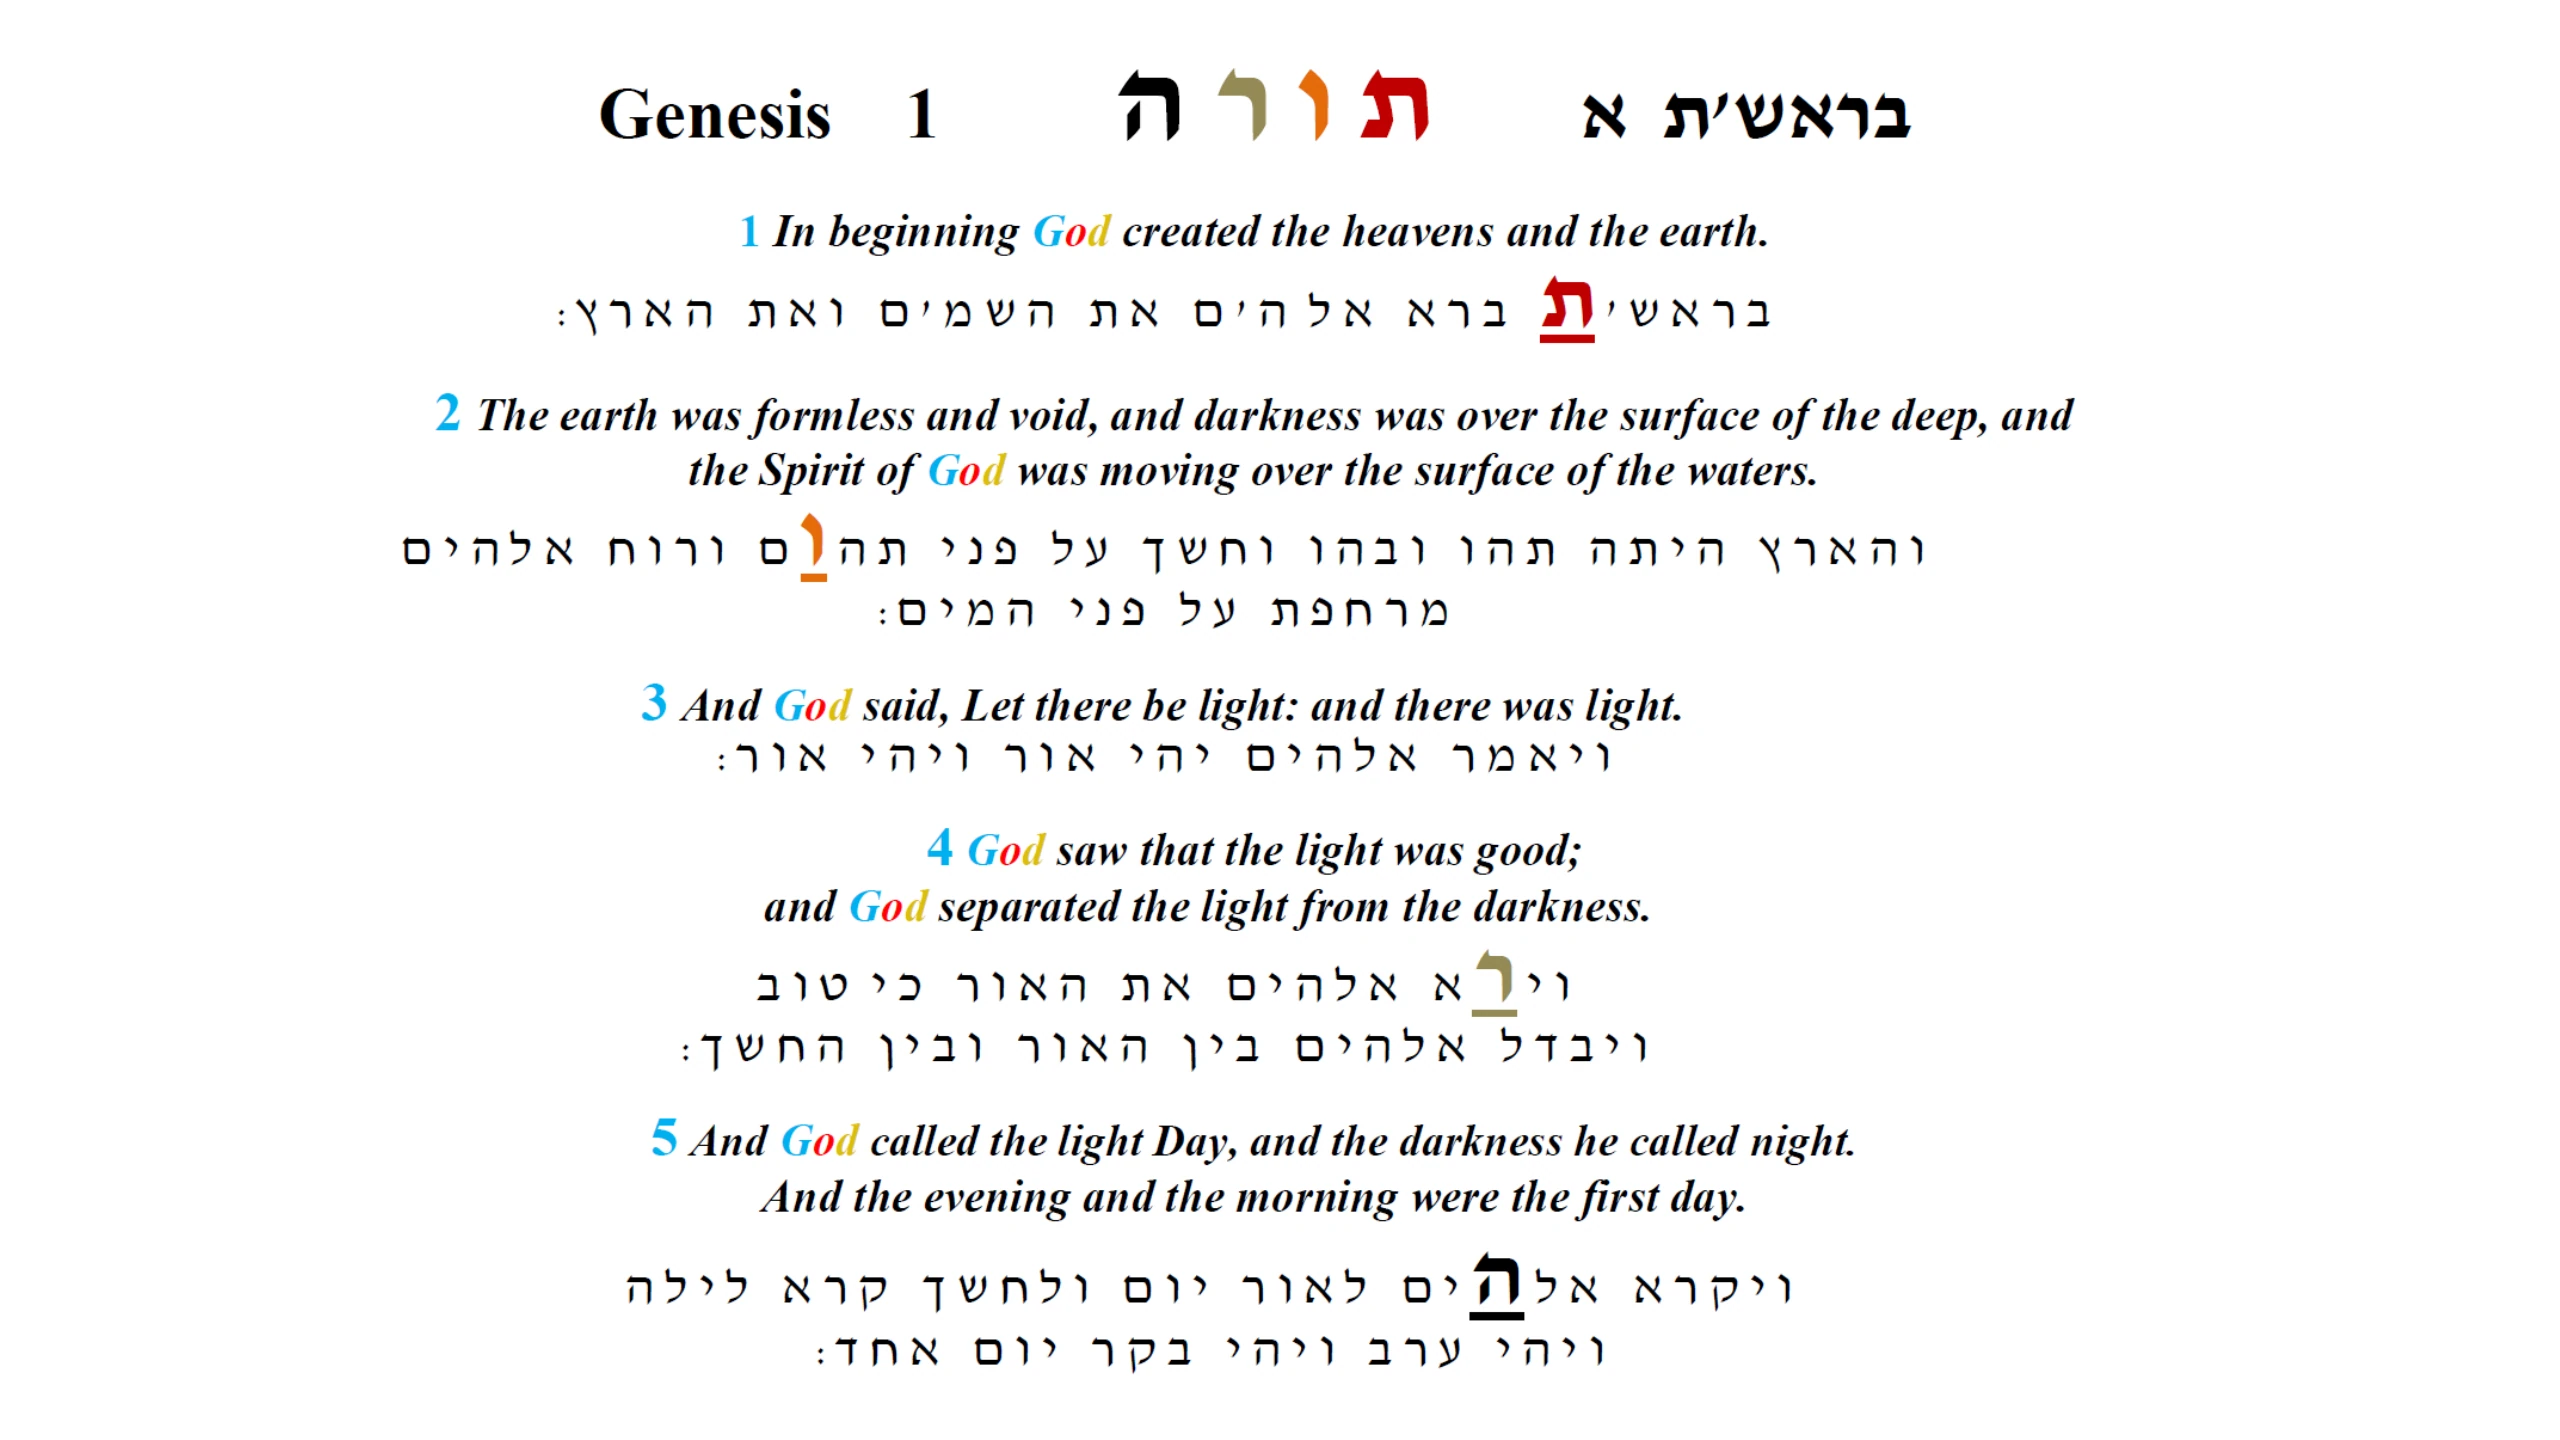 Genesis 1 תורה בראשית א
1 In beginning God created the heavens and the earth.
בראשית ברא אלהים את השמים ואת הארץ:
2 The earth was formless and void, and darkness was over the surface of the deep, and
the Spirit of God was moving over the surface of the waters.
והארץ היתה תהו ובהו וחשך על פני תהום ורוח אלהים
מרחפת על פני המים:
3 And God said, Let there be light: and there was light.
ויאמר אלהים יהי אור ויהי אור:
4 God saw that the light was good;
and God separated the light from the darkness.
וירא אלהים את האור כי טוב
ויבדל אלהים בין האור ובין החשך:
5 And God called the light Day, and the darkness he called night.
And the evening and the morning were the first day.
ויקרא אלהים לאור יום ולחשך קרא לילה
ויהי ערב ויהי בקר יום אחד: